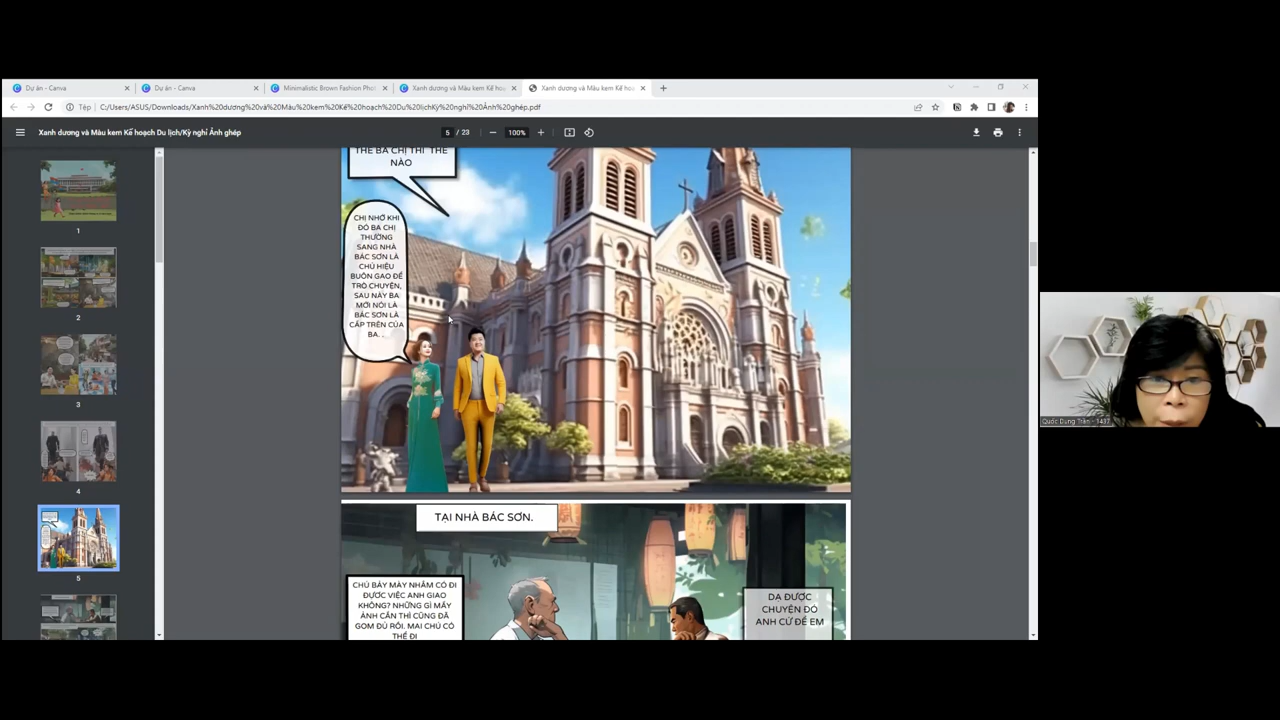 Dự án - Canva
Dự án - Canva
Minimalistic Brown Fashion Phot
Xanh dương và Màu kem Kế hoạ
Xanh dương và Màu kem Kế hoạ
Tệp
C:/Users/ASUS/Downloads/Xanh%20dương%20và%20Màu%20kem%20Kế%20hoạch%20Du%20lịchKỳ%20nghỉ%20Ảnh%20ghép.pdf
Xanh dương và Màu kem Kế hoạch Du lịch/Kỳ nghỉ Ảnh ghép
5 / 23
100%
1
2
3
4
5
THẾ BA CHỊ THÌ THẾ
NÀO
CHỊ NHỚ KHI
ĐÓ BA CHỊ
THƯỜNG
SANG NHÀ
BÁC SƠN LÀ
CHỦ HIỆU
BUÔN GẠO ĐỂ
TRÒ CHUYỆN,
SAU NÀY BA
MỚI NÓI LÀ
BÁC SƠN LÀ
CẤP TRÊN CỦA
BA. .
TẠI NHÀ BÁC SƠN.
CHÚ BẢY MÀY NHẮM CÓ ĐI
ĐƯỢC VIỆC ANH GIAO
KHÔNG? NHỮNG GÌ MẤY
ẢNH CẦN THÌ CŨNG ĐÃ
GOM ĐỦ RỒI. MAI CHÚ CÓ
THỂ ĐI
DẠ ĐƯỢC
CHUYỆN ĐÓ
ANH CỨ ĐỂ EM
Quốc Dung Trần - 1437